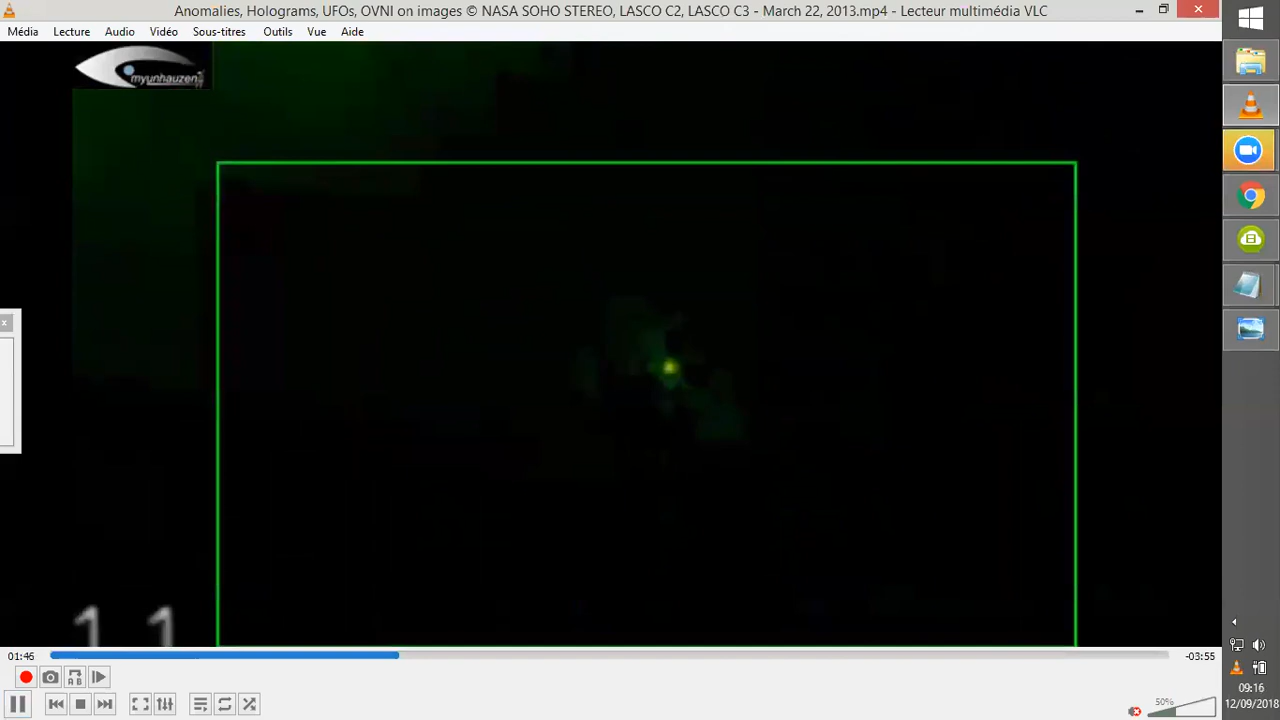 Anomalies, Holograms, UFOs, OVNI on images © NASA SOHO STEREO, LASCO C2, LASCO C3 - March 22, 2013.mp4 - Lecteur multimédia VLC
Média Lecture Audio Vidéo Sous-titres Outils Vue Aide
myunhauzen
1 1
01:46
-03:55
A B
50%
09:16
12/09/2018